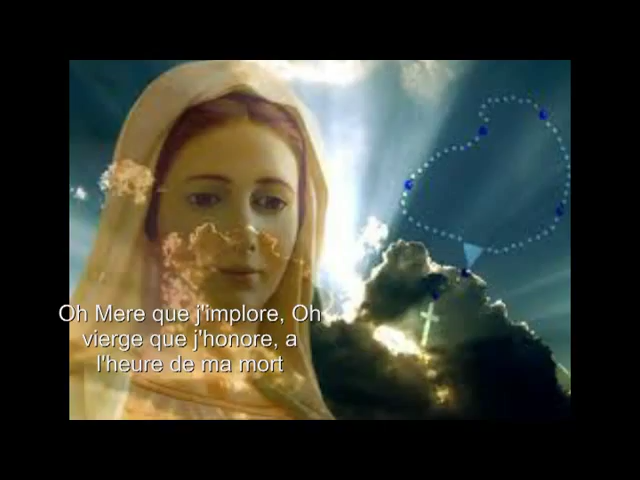 Oh Mere que j'implore, Oh
vierge que j'honore, a
l'heure de ma mort